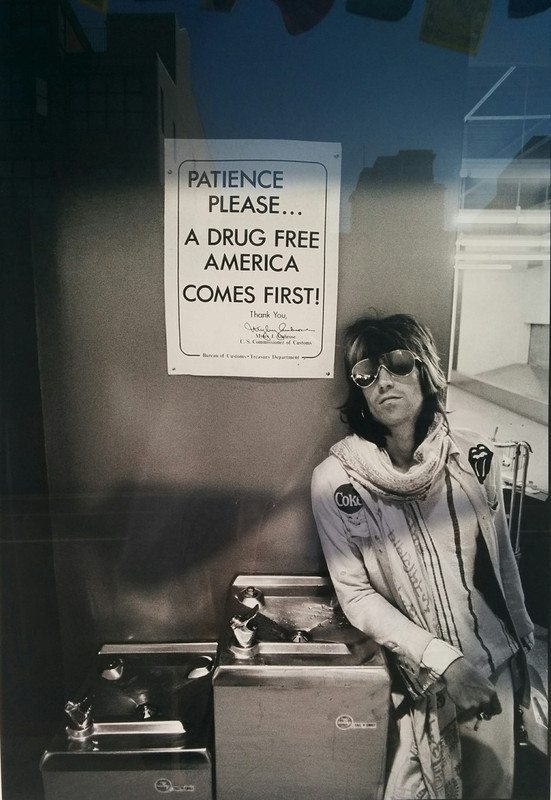 PATIENCE
PLEASE...
A DRUG FREE
AMERICA
COMES FIRST!
Thank You,
U. S. Commissioner of Customs
Bureau of Customs • Treasury Department
Coke